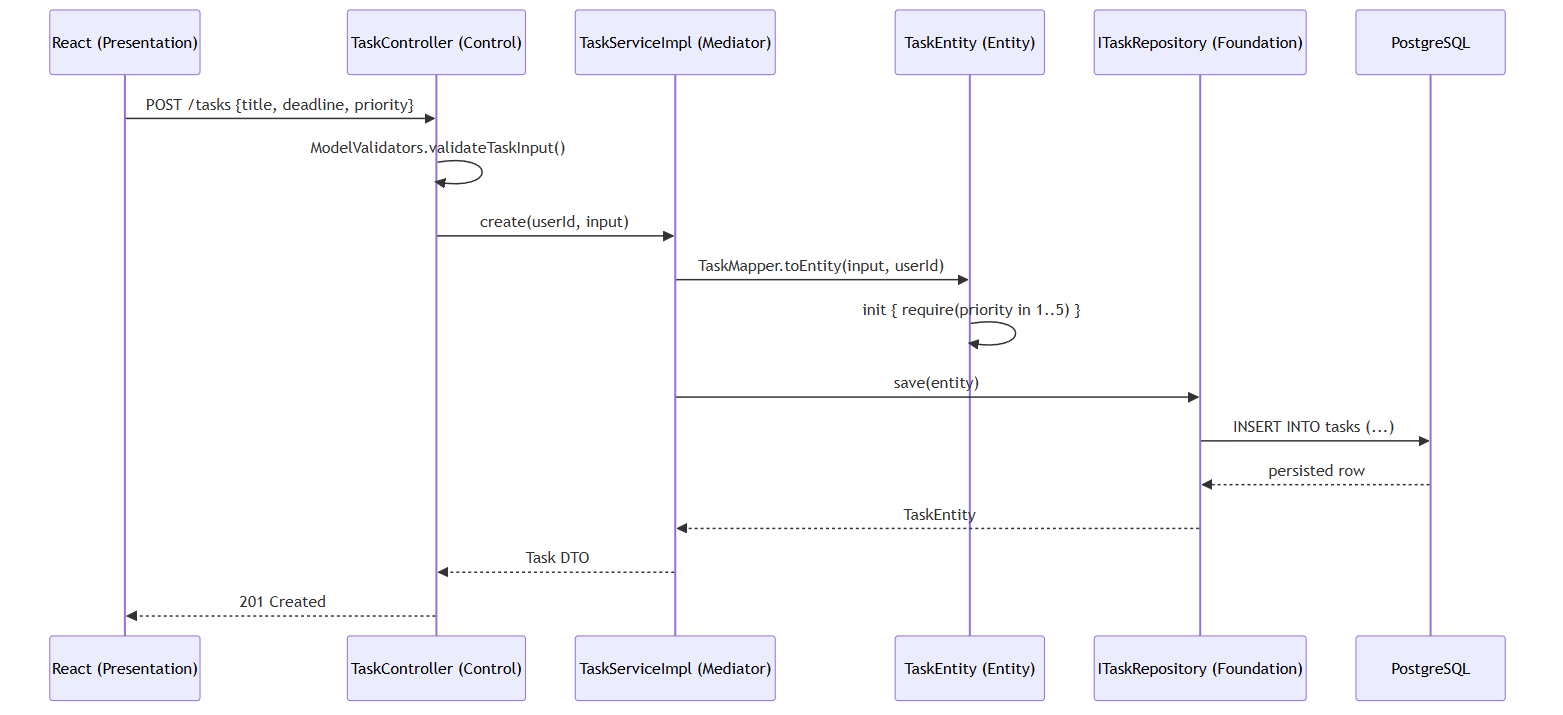 React (Presentation)
TaskController (Control)
TaskServiceImpl (Mediator)
TaskEntity (Entity)
ITaskRepository (Foundation)
PostgreSQL
POST /tasks {title, deadline, priority}
ModelValidators.validateTaskInput()
create(userId, input)
TaskMapper.toEntity(input, userId)
init { require(priority in 1..5) }
save(entity)
INSERT INTO tasks (...)
persisted row
TaskEntity
Task DTO
201 Created
React (Presentation)
TaskController (Control)
TaskServiceImpl (Mediator)
TaskEntity (Entity)
ITaskRepository (Foundation)
PostgreSQL